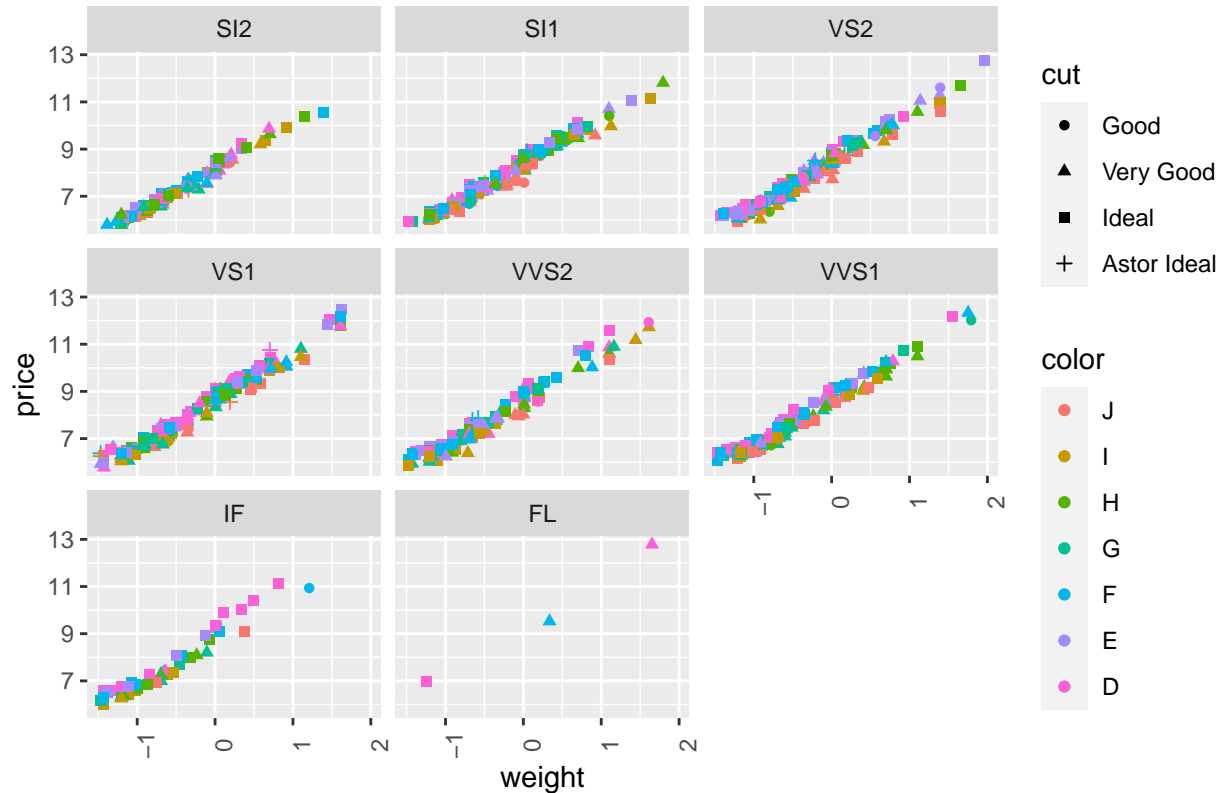 SI2
SI1
VS2
13
11
9
7
VS1
VVS2
VVS1
13
11
9
7
−1
0
1
2
IF
FL
13
11
9
7
−1
0
1
2
−1
0
1
2
price
weight
cut
Good
Very Good
Ideal
Astor Ideal
color
J
I
H
G
F
E
D